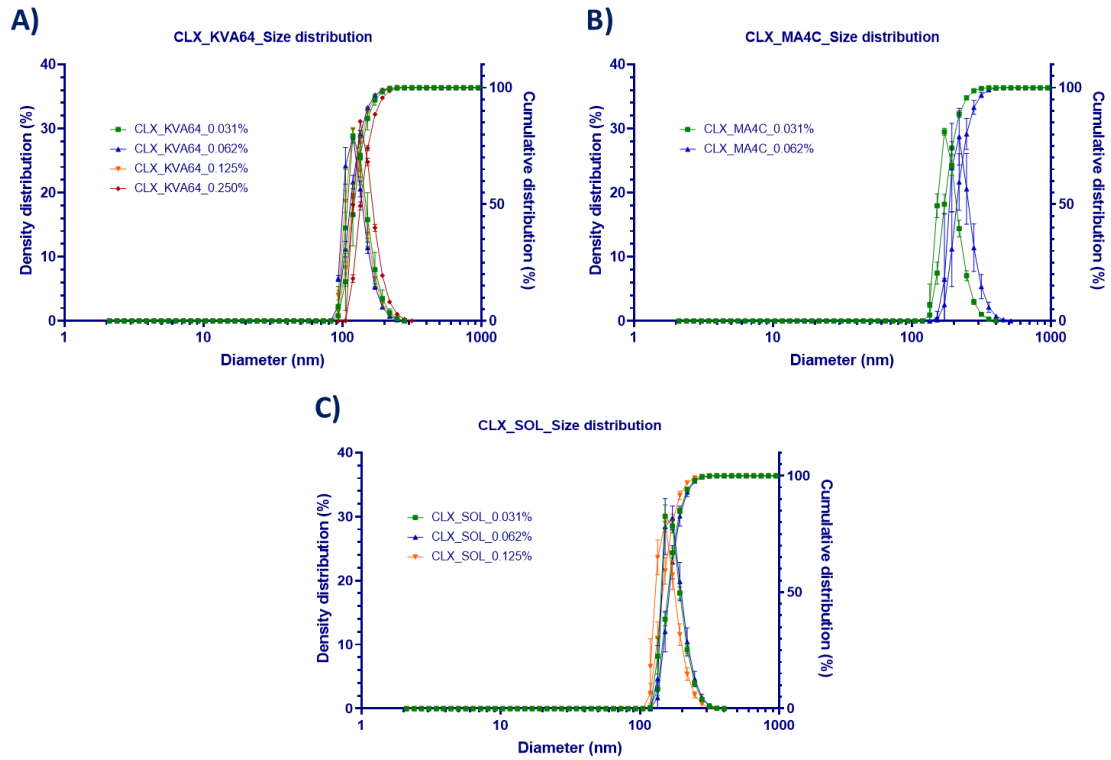 A)
CLX_KVA64_Size distribution
40
30
20
10
0
Density distribution (%)
CLX_KVA64_0.031%
CLX_KVA64_0.062%
CLX_KVA64_0.125%
CLX_KVA64_0.250%
100
50
0
Cumulative distribution (%)
1 10 100 1000
Diameter (nm)
B)
CLX_MA4C_Size distribution
40
30
20
10
0
Density distribution (%)
CLX_MA4C_0.031%
CLX_MA4C_0.062%
100
50
0
Cumulative distribution (%)
1 10 100 1000
Diameter (nm)
C)
CLX_SOL_Size distribution
40
30
20
10
0
Density distribution (%)
CLX_SOL_0.031%
CLX_SOL_0.062%
CLX_SOL_0.125%
100
50
0
Cumulative distribution (%)
1 10 100 1000
Diameter (nm)